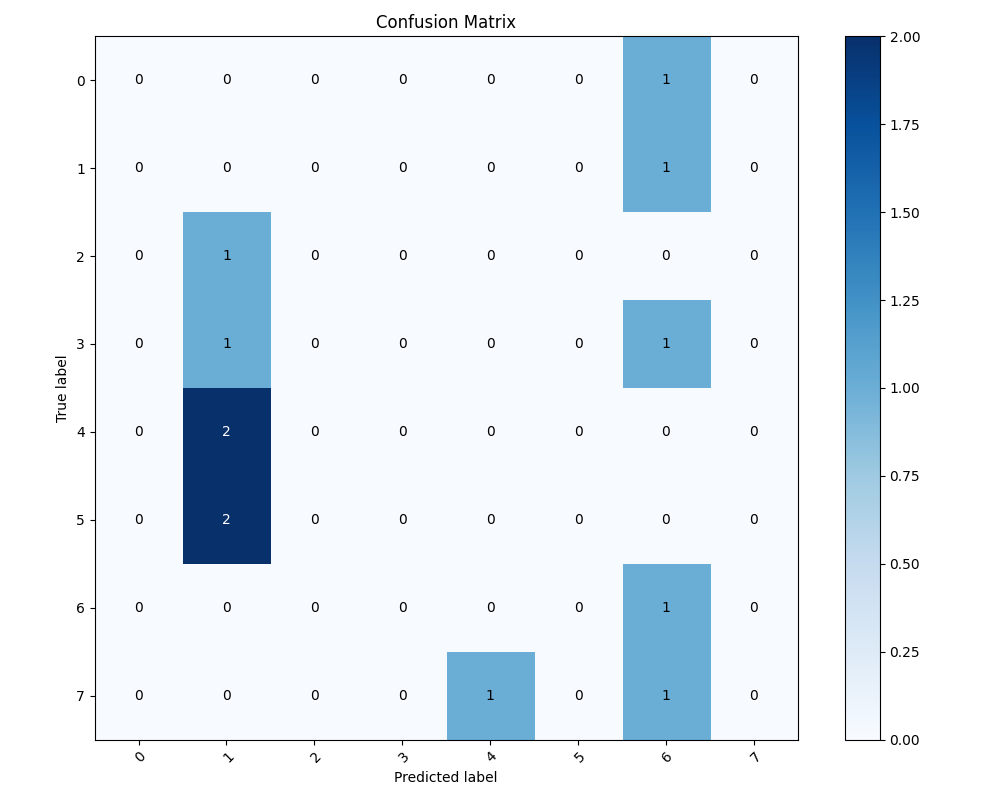 Confusion Matrix
True label
0 0 0 0 0 0 0 1 0
1 0 0 0 0 0 0 1 0
2 0 1 0 0 0 0 0 0
3 0 1 0 0 0 0 1 0
4 0 2 0 0 0 0 0 0
5 0 2 0 0 0 0 0 0
6 0 0 0 0 0 0 1 0
7 0 0 0 0 1 0 1 0
0 1 2 3 4 5 6 7
Predicted label
2.00
1.75
1.50
1.25
1.00
0.75
0.50
0.25
0.00